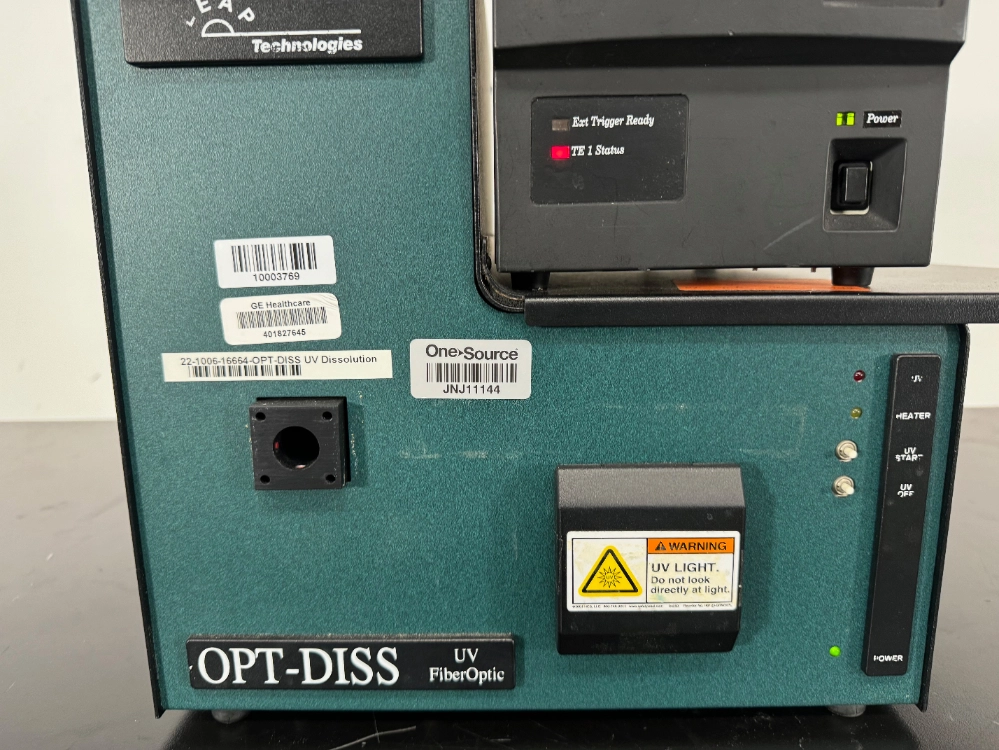 LEAP
Technologies
Ext Trigger Ready
TE 1 Status
Power
10003769
GE Healthcare
401827645
22-1006-16664-OPT-DISS UV Dissolution
One Source
JNJ11144
UV
HEATER
UV
START
UV
OFF
POWER
WARNING
UV LIGHT.
Do not look
directly at light.
OPT-DISS
UV
FiberOptic